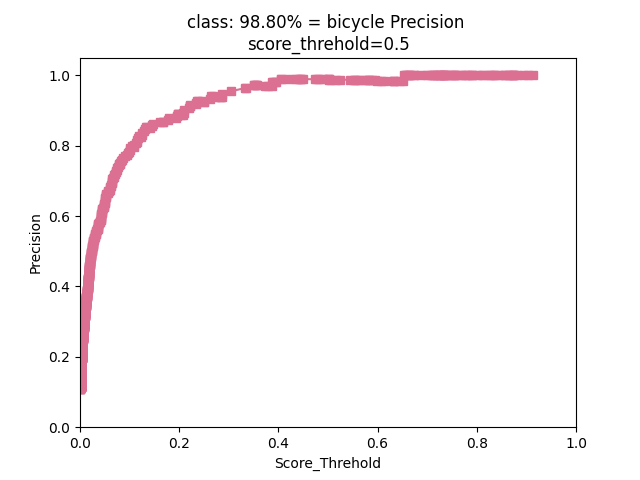 class: 98.80% = bicycle Precision
score_threhold=0.5
Precision
1.0
0.8
0.6
0.4
0.2
0.0
0.0 0.2 0.4 0.6 0.8 1.0
Score_Threhold